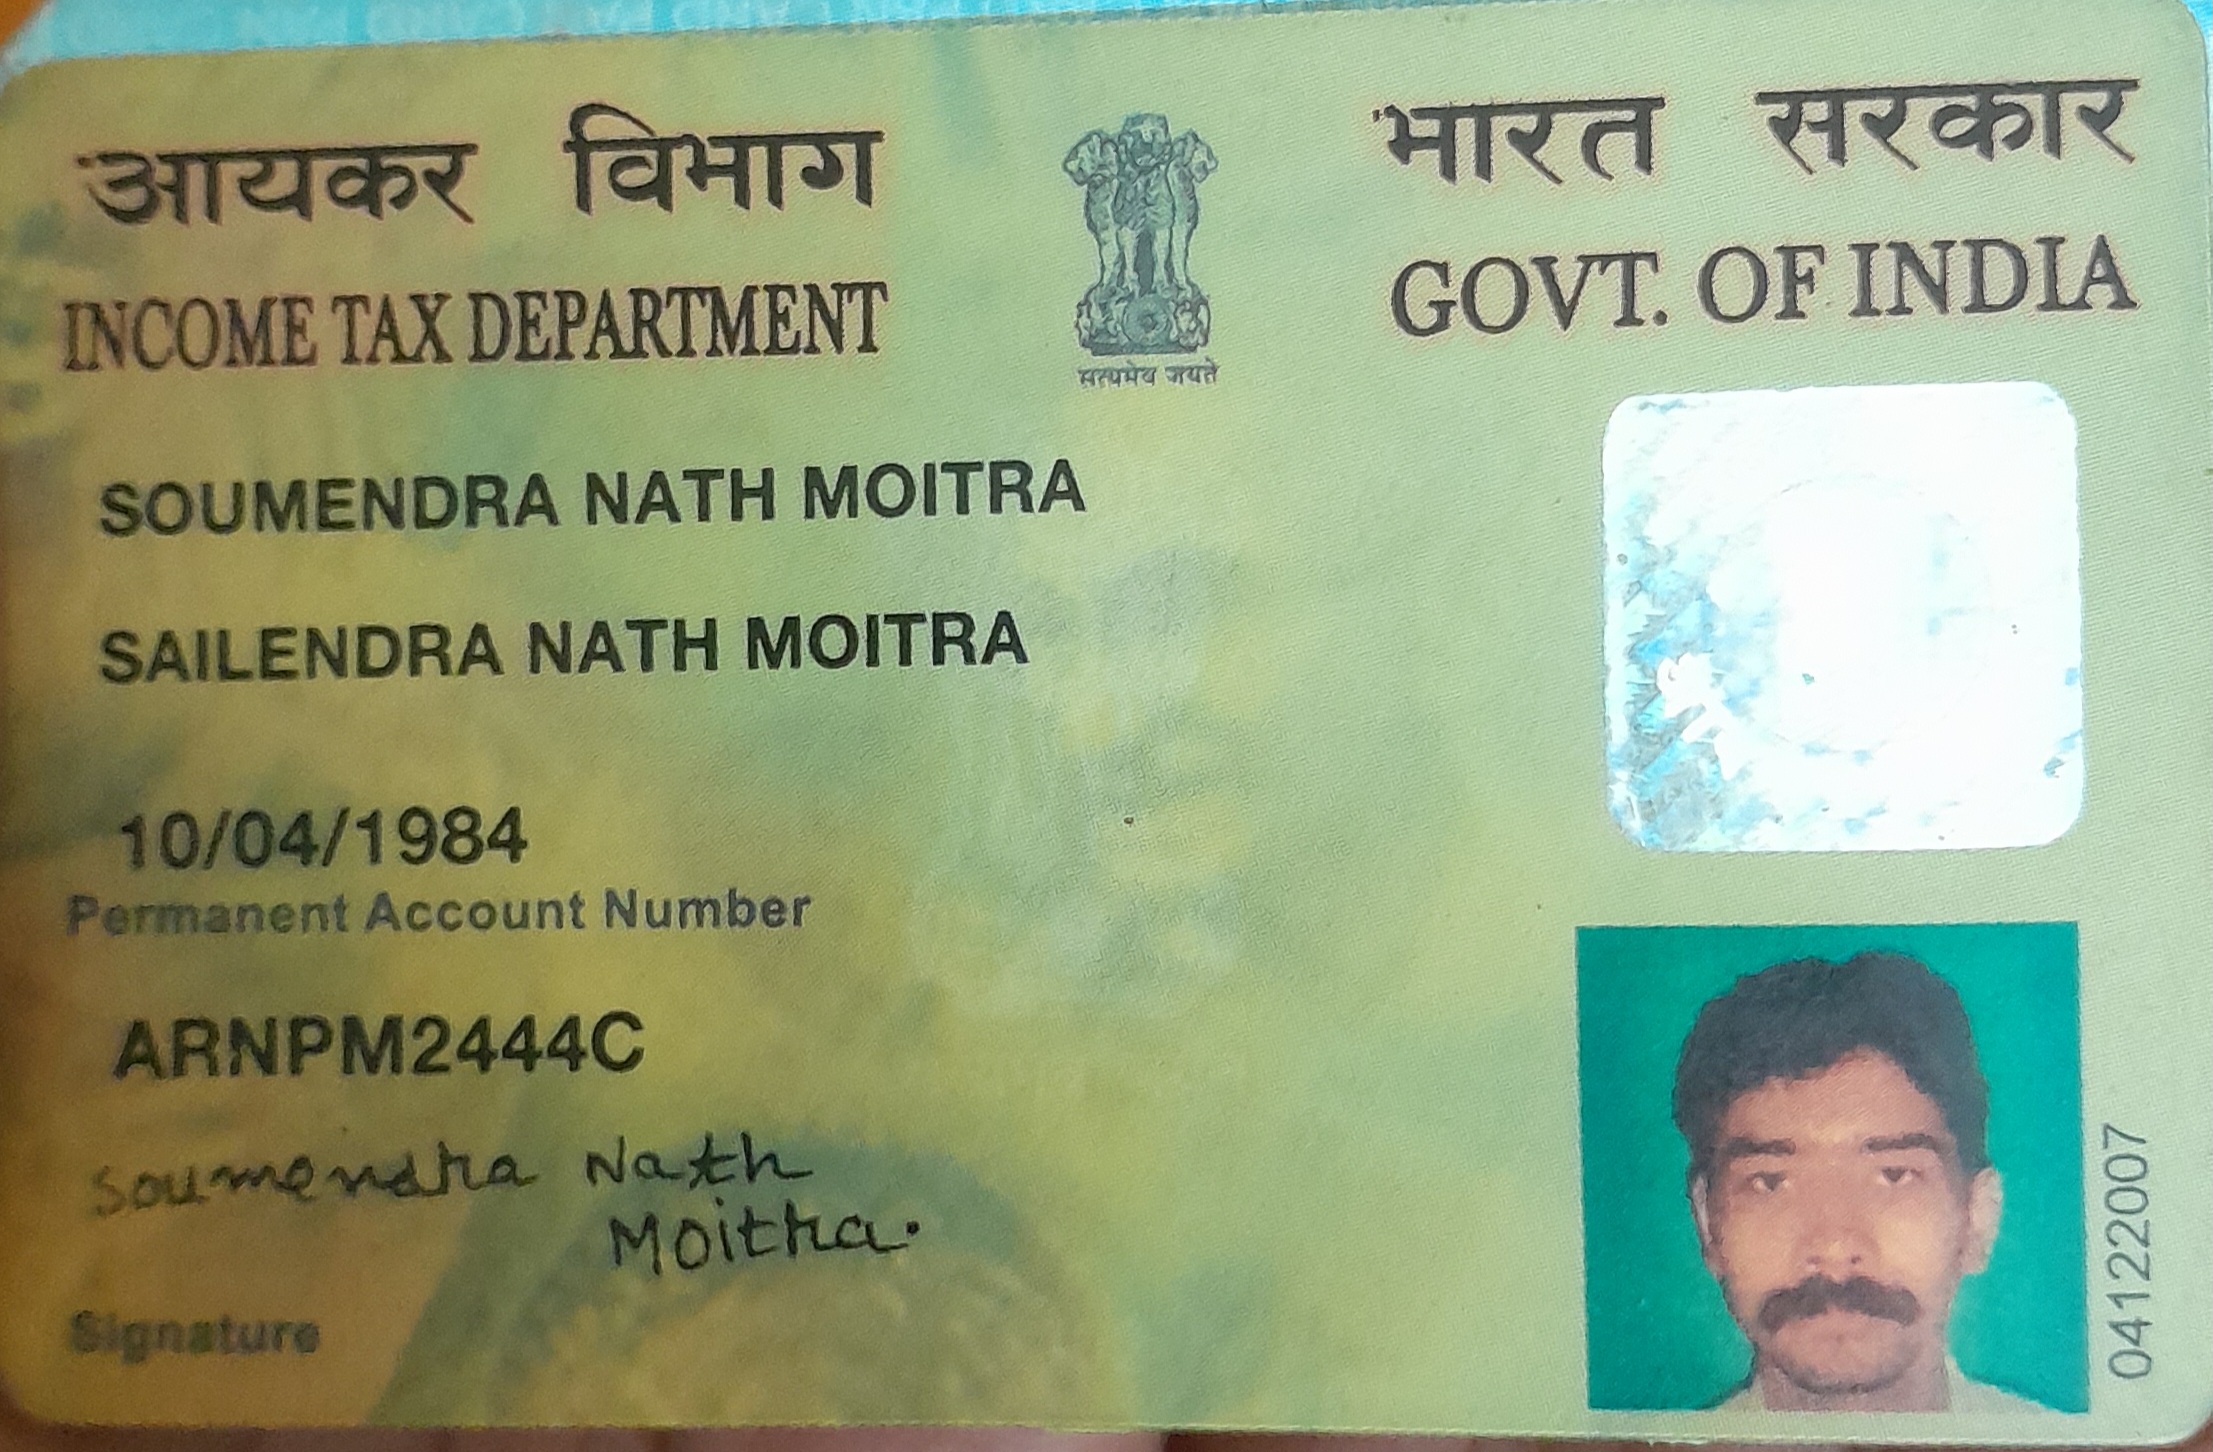 आयकर विभाग
INCOME TAX DEPARTMENT
सत्यमेव जयते
भारत सरकार
GOVT. OF INDIA
SOUMENDRA NATH MOITRA
SAILENDRA NATH MOITRA
10/04/1984
Permanent Account Number
ARNPM2444C
Soumendra Nath
Moitra.
Signature
04122007